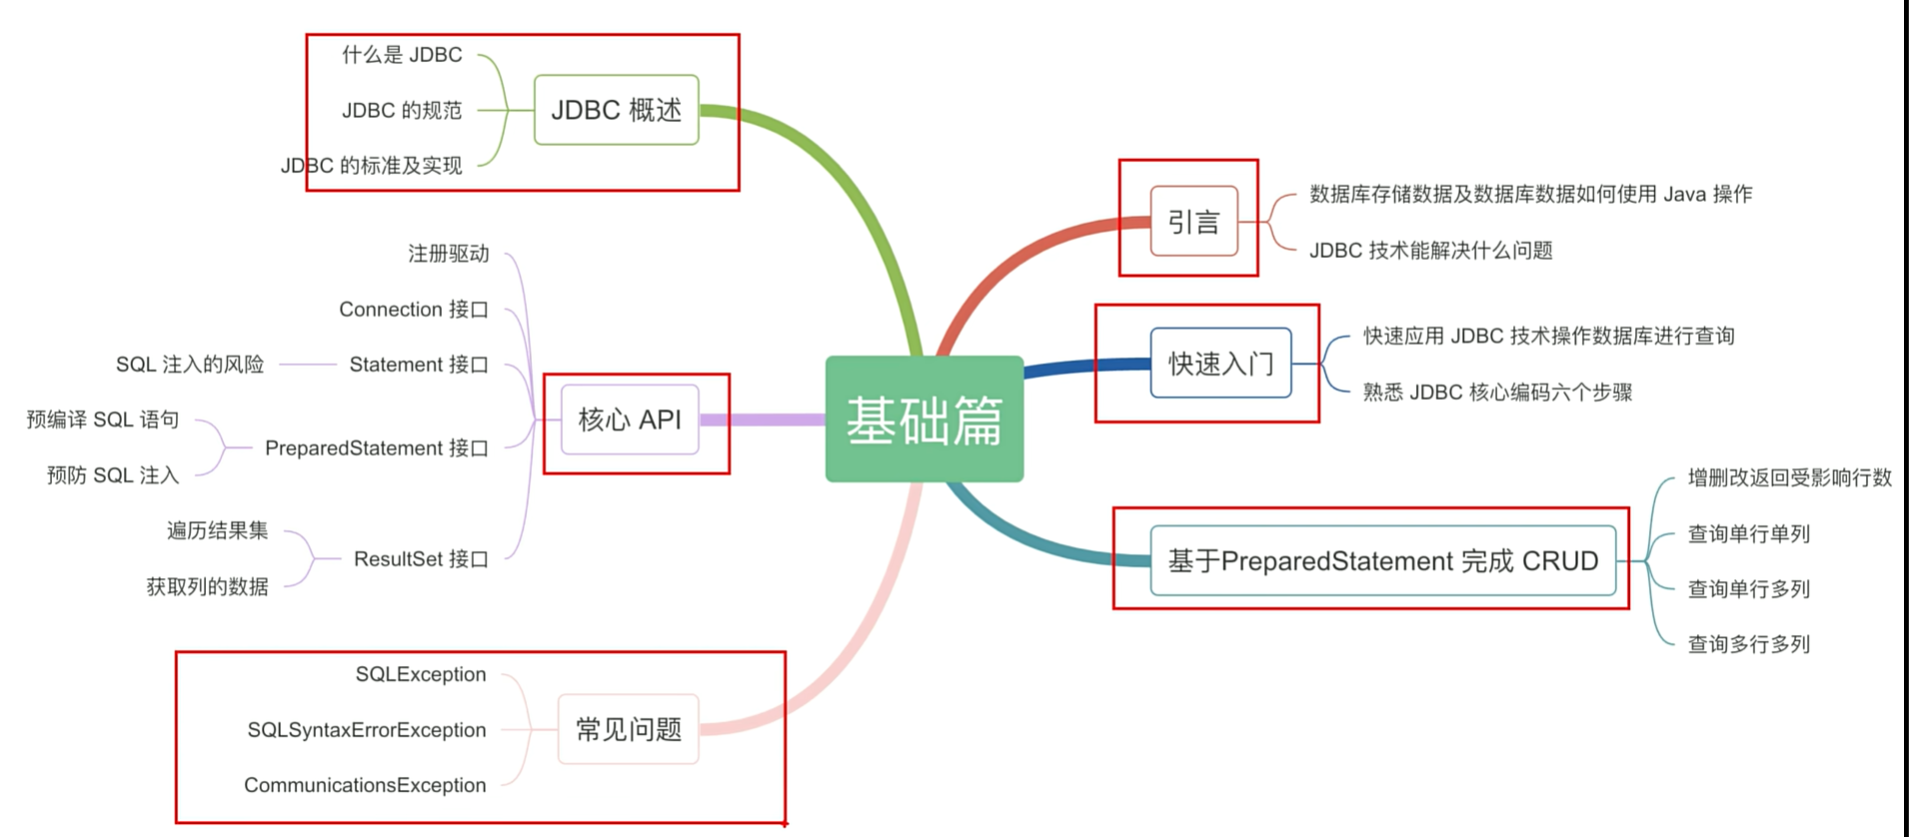 基础篇
引言
数据库存储数据及数据库数据如何使用 Java 操作
JDBC 技术能解决什么问题
快速入门
快速应用 JDBC 技术操作数据库进行查询
熟悉 JDBC 核心编码六个步骤
基于PreparedStatement 完成 CRUD
增删改返回受影响行数
查询单行单列
查询单行多列
查询多行多列
JDBC 概述
什么是 JDBC
JDBC 的规范
JDBC 的标准及实现
核心 API
注册驱动
Connection 接口
Statement 接口
SQL 注入的风险
PreparedStatement 接口
预编译 SQL 语句
预防 SQL 注入
ResultSet 接口
遍历结果集
获取列的数据
常见问题
SQLException
SQLSyntaxErrorException
CommunicationsException